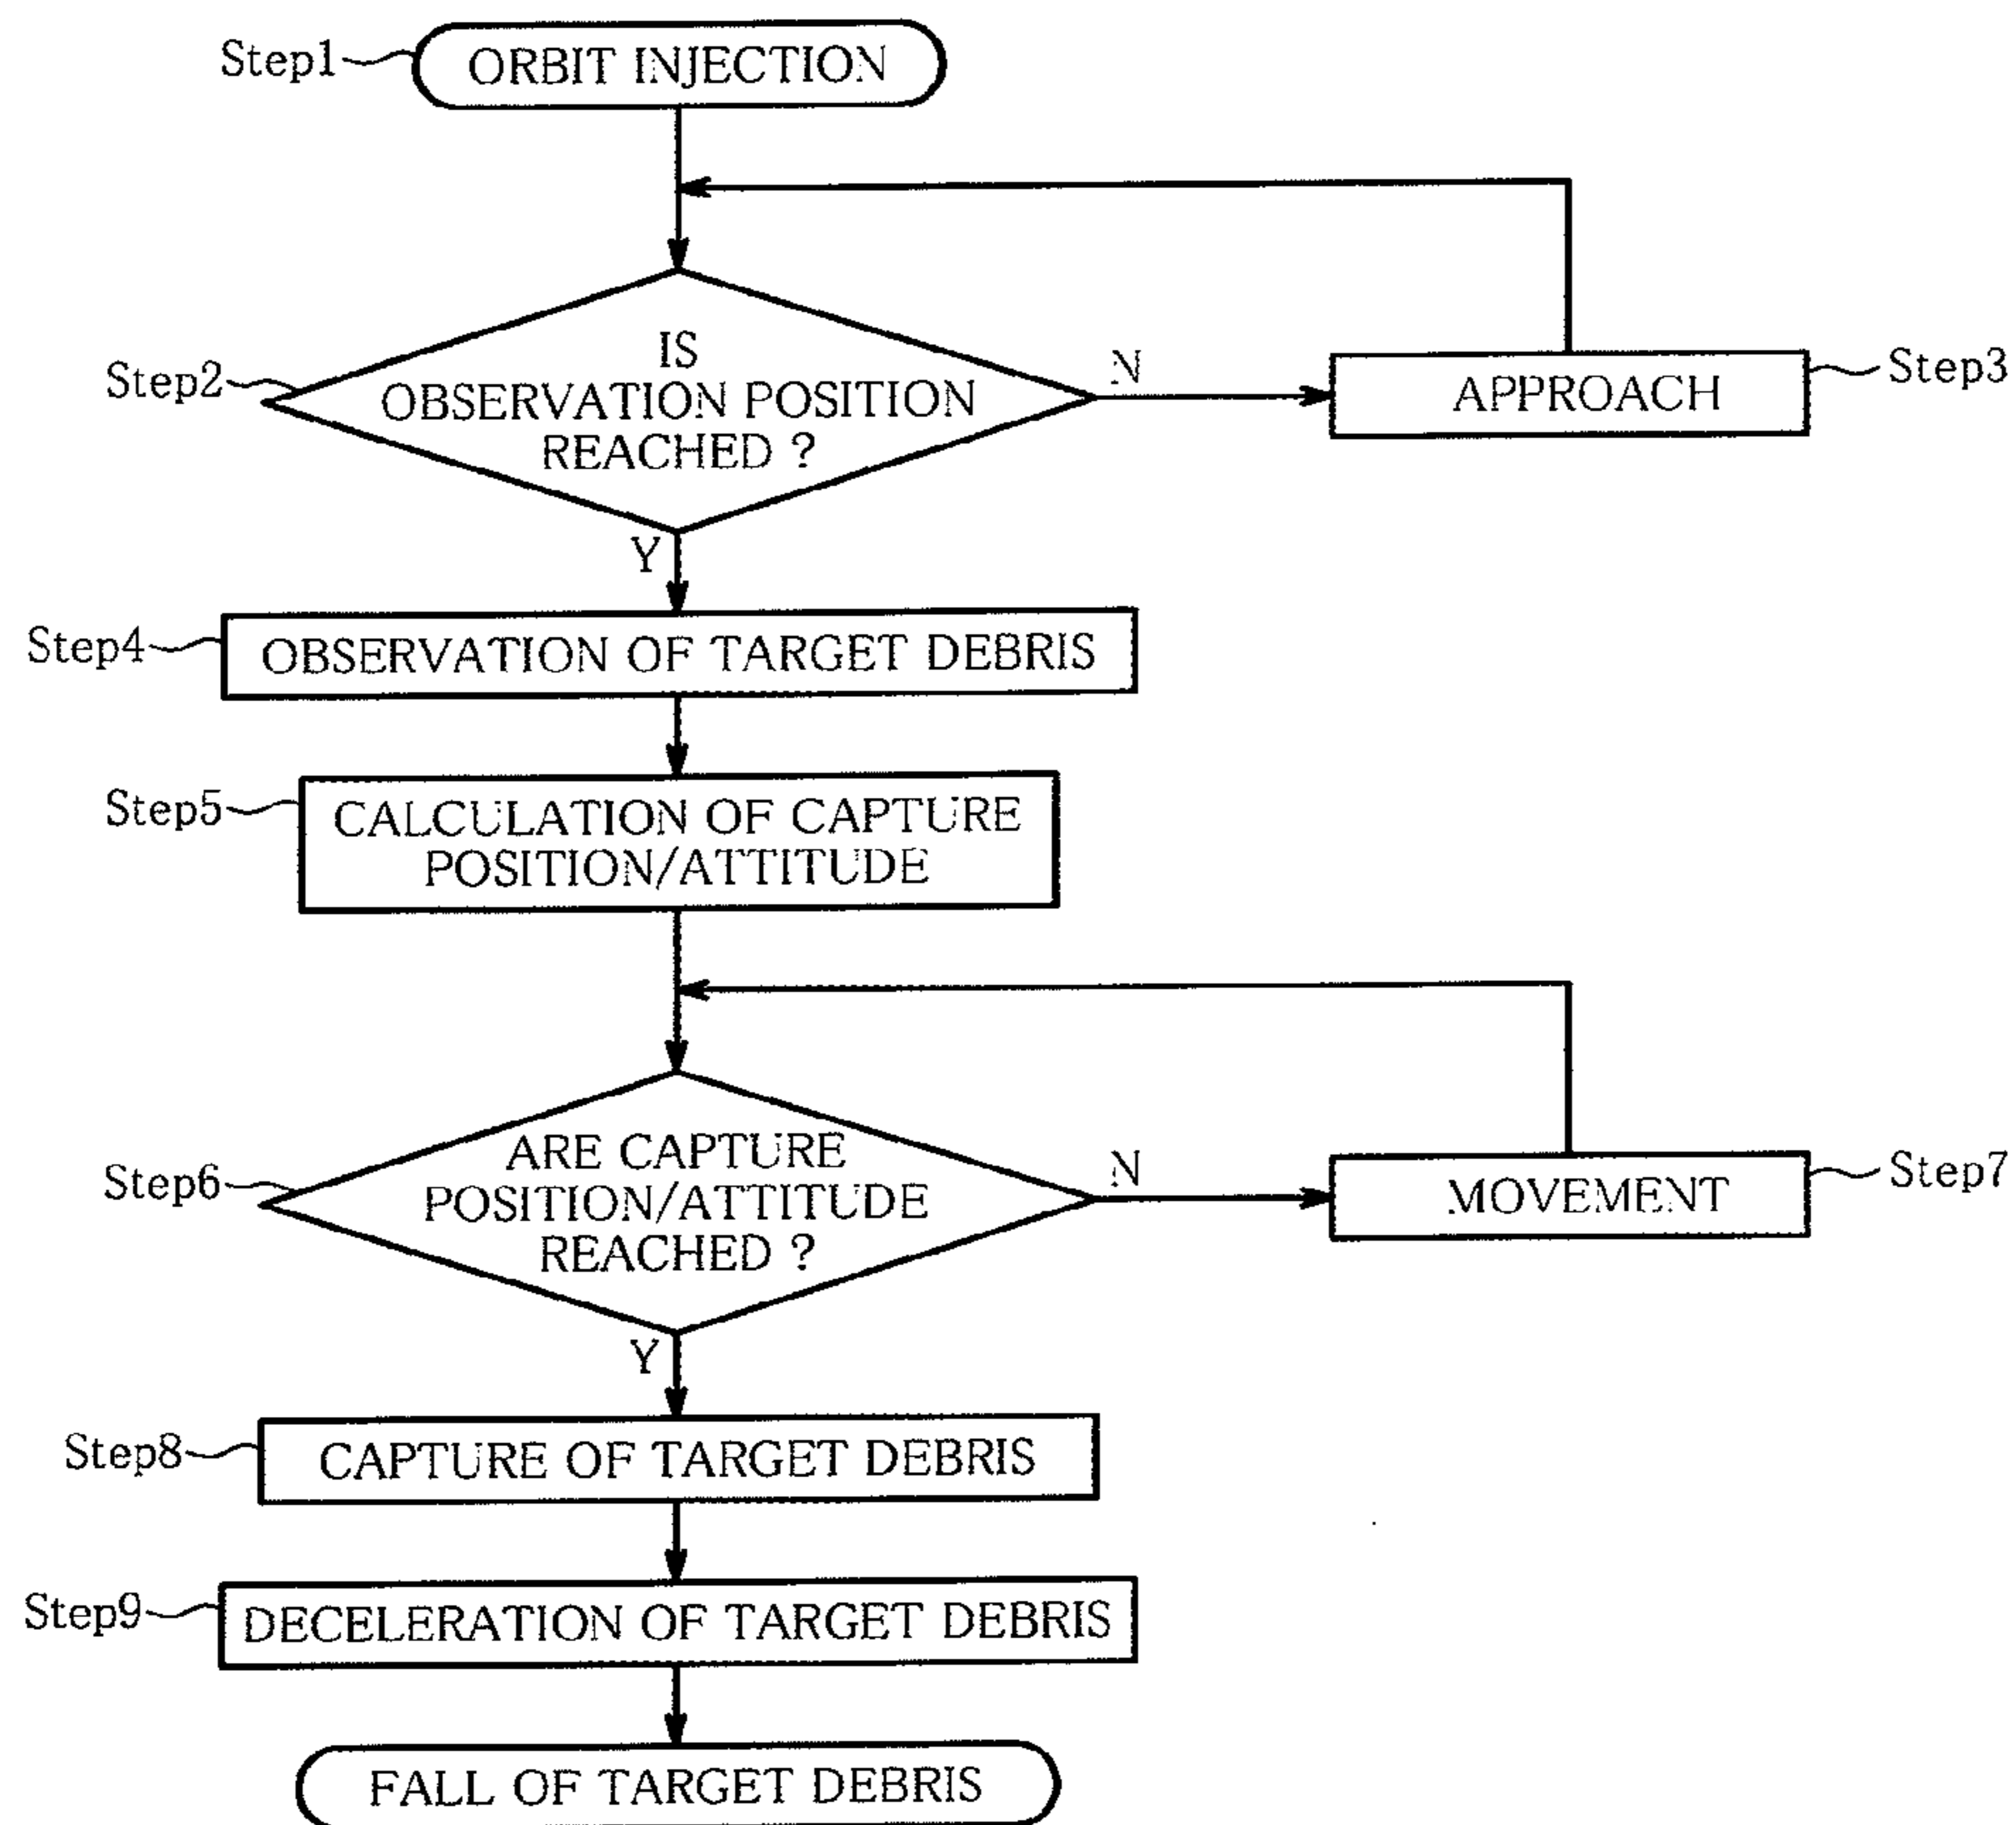 Step1
ORBIT INJECTION
Step2
IS
OBSERVATION POSITION
REACHED ?
N
APPROACH
Step3
Y
Step4
OBSERVATION OF TARGET DEBRIS
Step5
CALCULATION OF CAPTURE
POSITION/ATTITUDE
Step6
ARE CAPTURE
POSITION/ATTITUDE
REACHED ?
N
MOVEMENT
Step7
Y
Step8
CAPTURE OF TARGET DEBRIS
Step9
DECELERATION OF TARGET DEBRIS
FALL OF TARGET DEBRIS